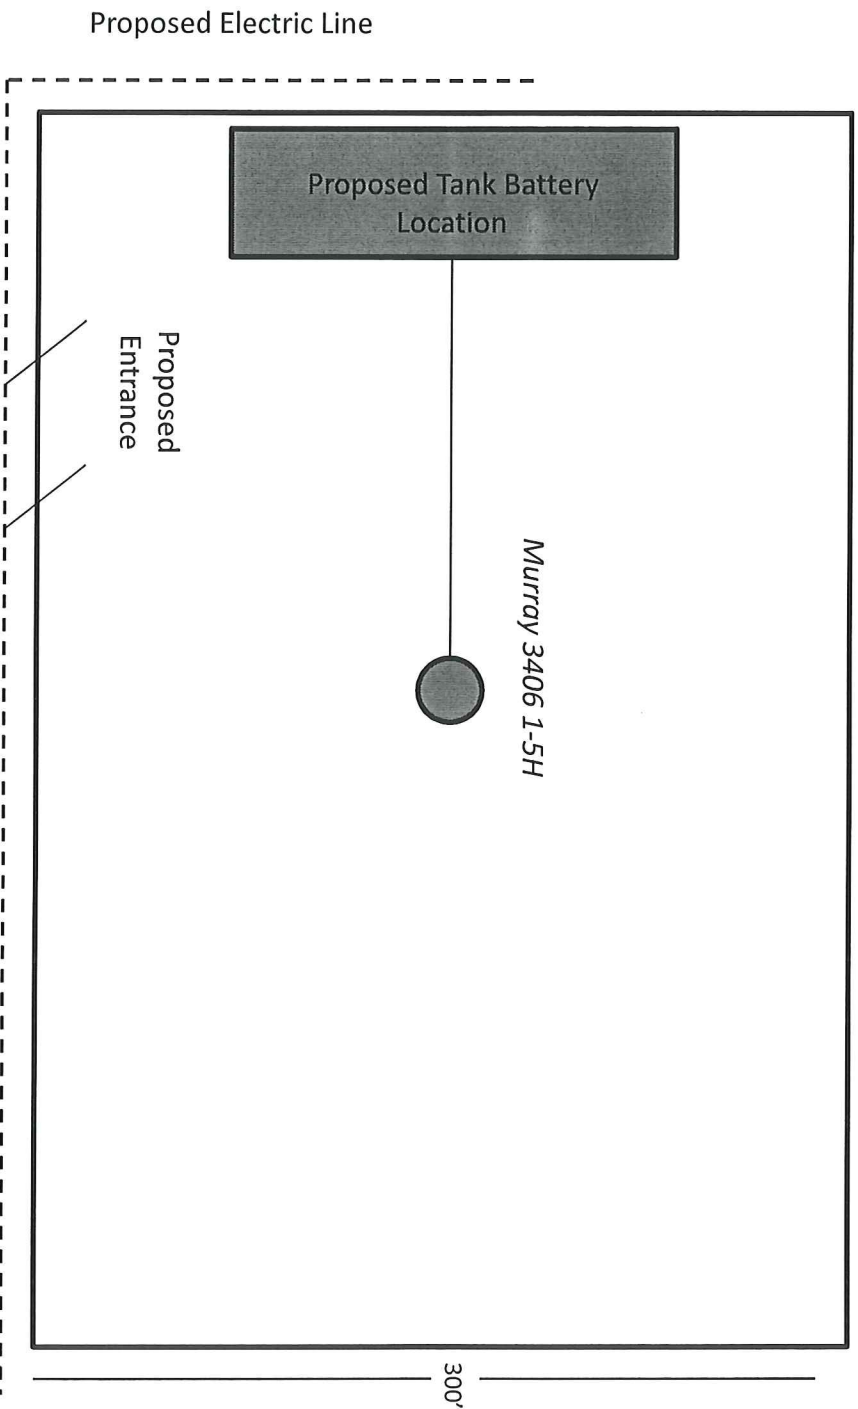 Proposed Electric Line
Proposed Tank Battery
Location
Proposed
Entrance
Murray 3406 1-5H
300'